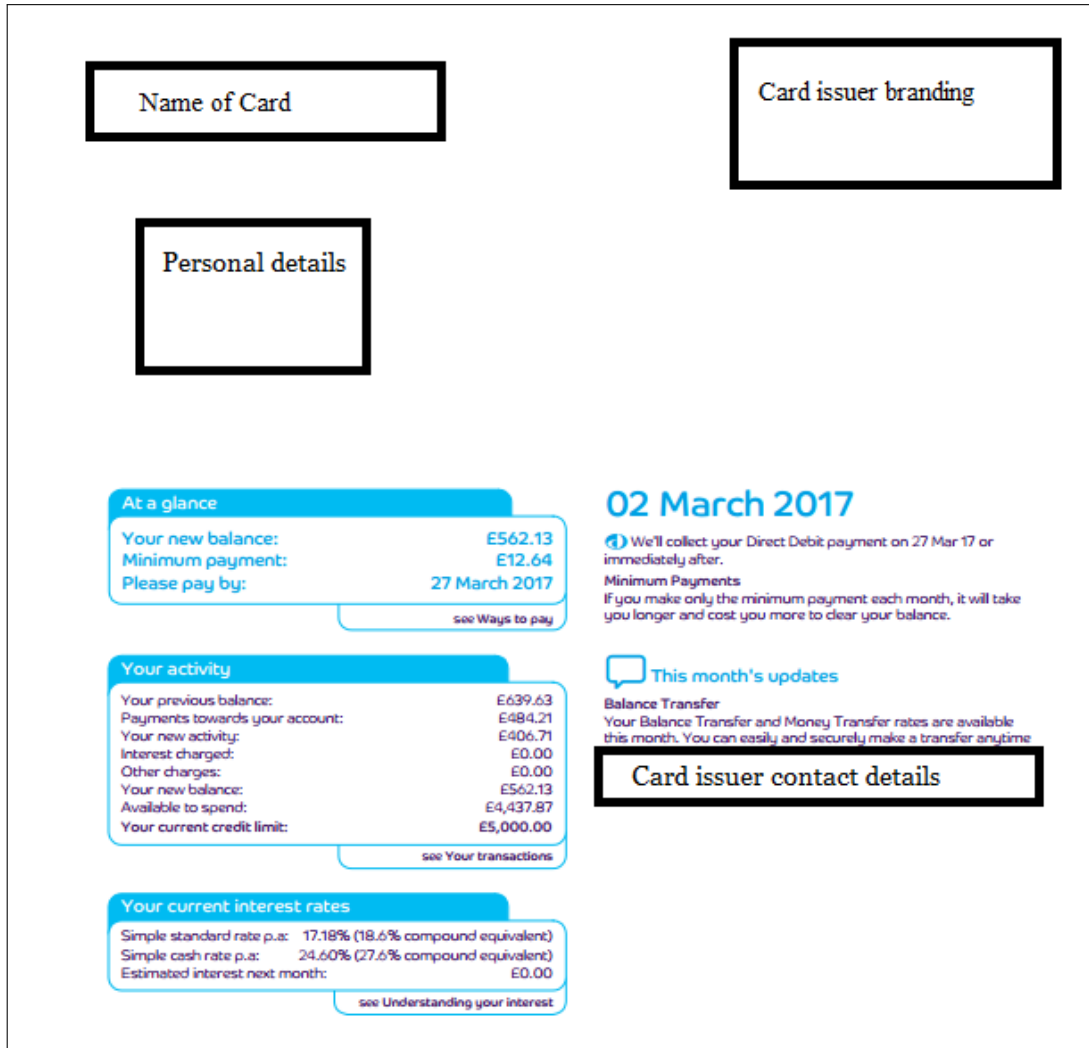 Name of Card
Card issuer branding
Personal details
At a glance
Your new balance: £562.13
Minimum payment: £12.64
Please pay by: 27 March 2017
see Ways to pay
Your activity
Your previous balance: £639.63
Payments towards your account: £484.21
Your new activity: £406.71
Interest charged: £0.00
Other charges: £0.00
Your new balance: £562.13
Available to spend: £4,437.87
Your current credit limit: £5,000.00
see Your transactions
Your current interest rates
Simple standard rate p.a: 17.18% (18.6% compound equivalent)
Simple cash rate p.a: 24.60% (27.6% compound equivalent)
Estimated interest next month: £0.00
see Understanding your interest
02 March 2017
We'll collect your Direct Debit payment on 27 Mar 17 or
immediately after.
Minimum Payments
If you make only the minimum payment each month, it will take
you longer and cost you more to clear your balance.
This month's updates
Balance Transfer
Your Balance Transfer and Money Transfer rates are available
this month. You can easily and securely make a transfer anytime
Card issuer contact details